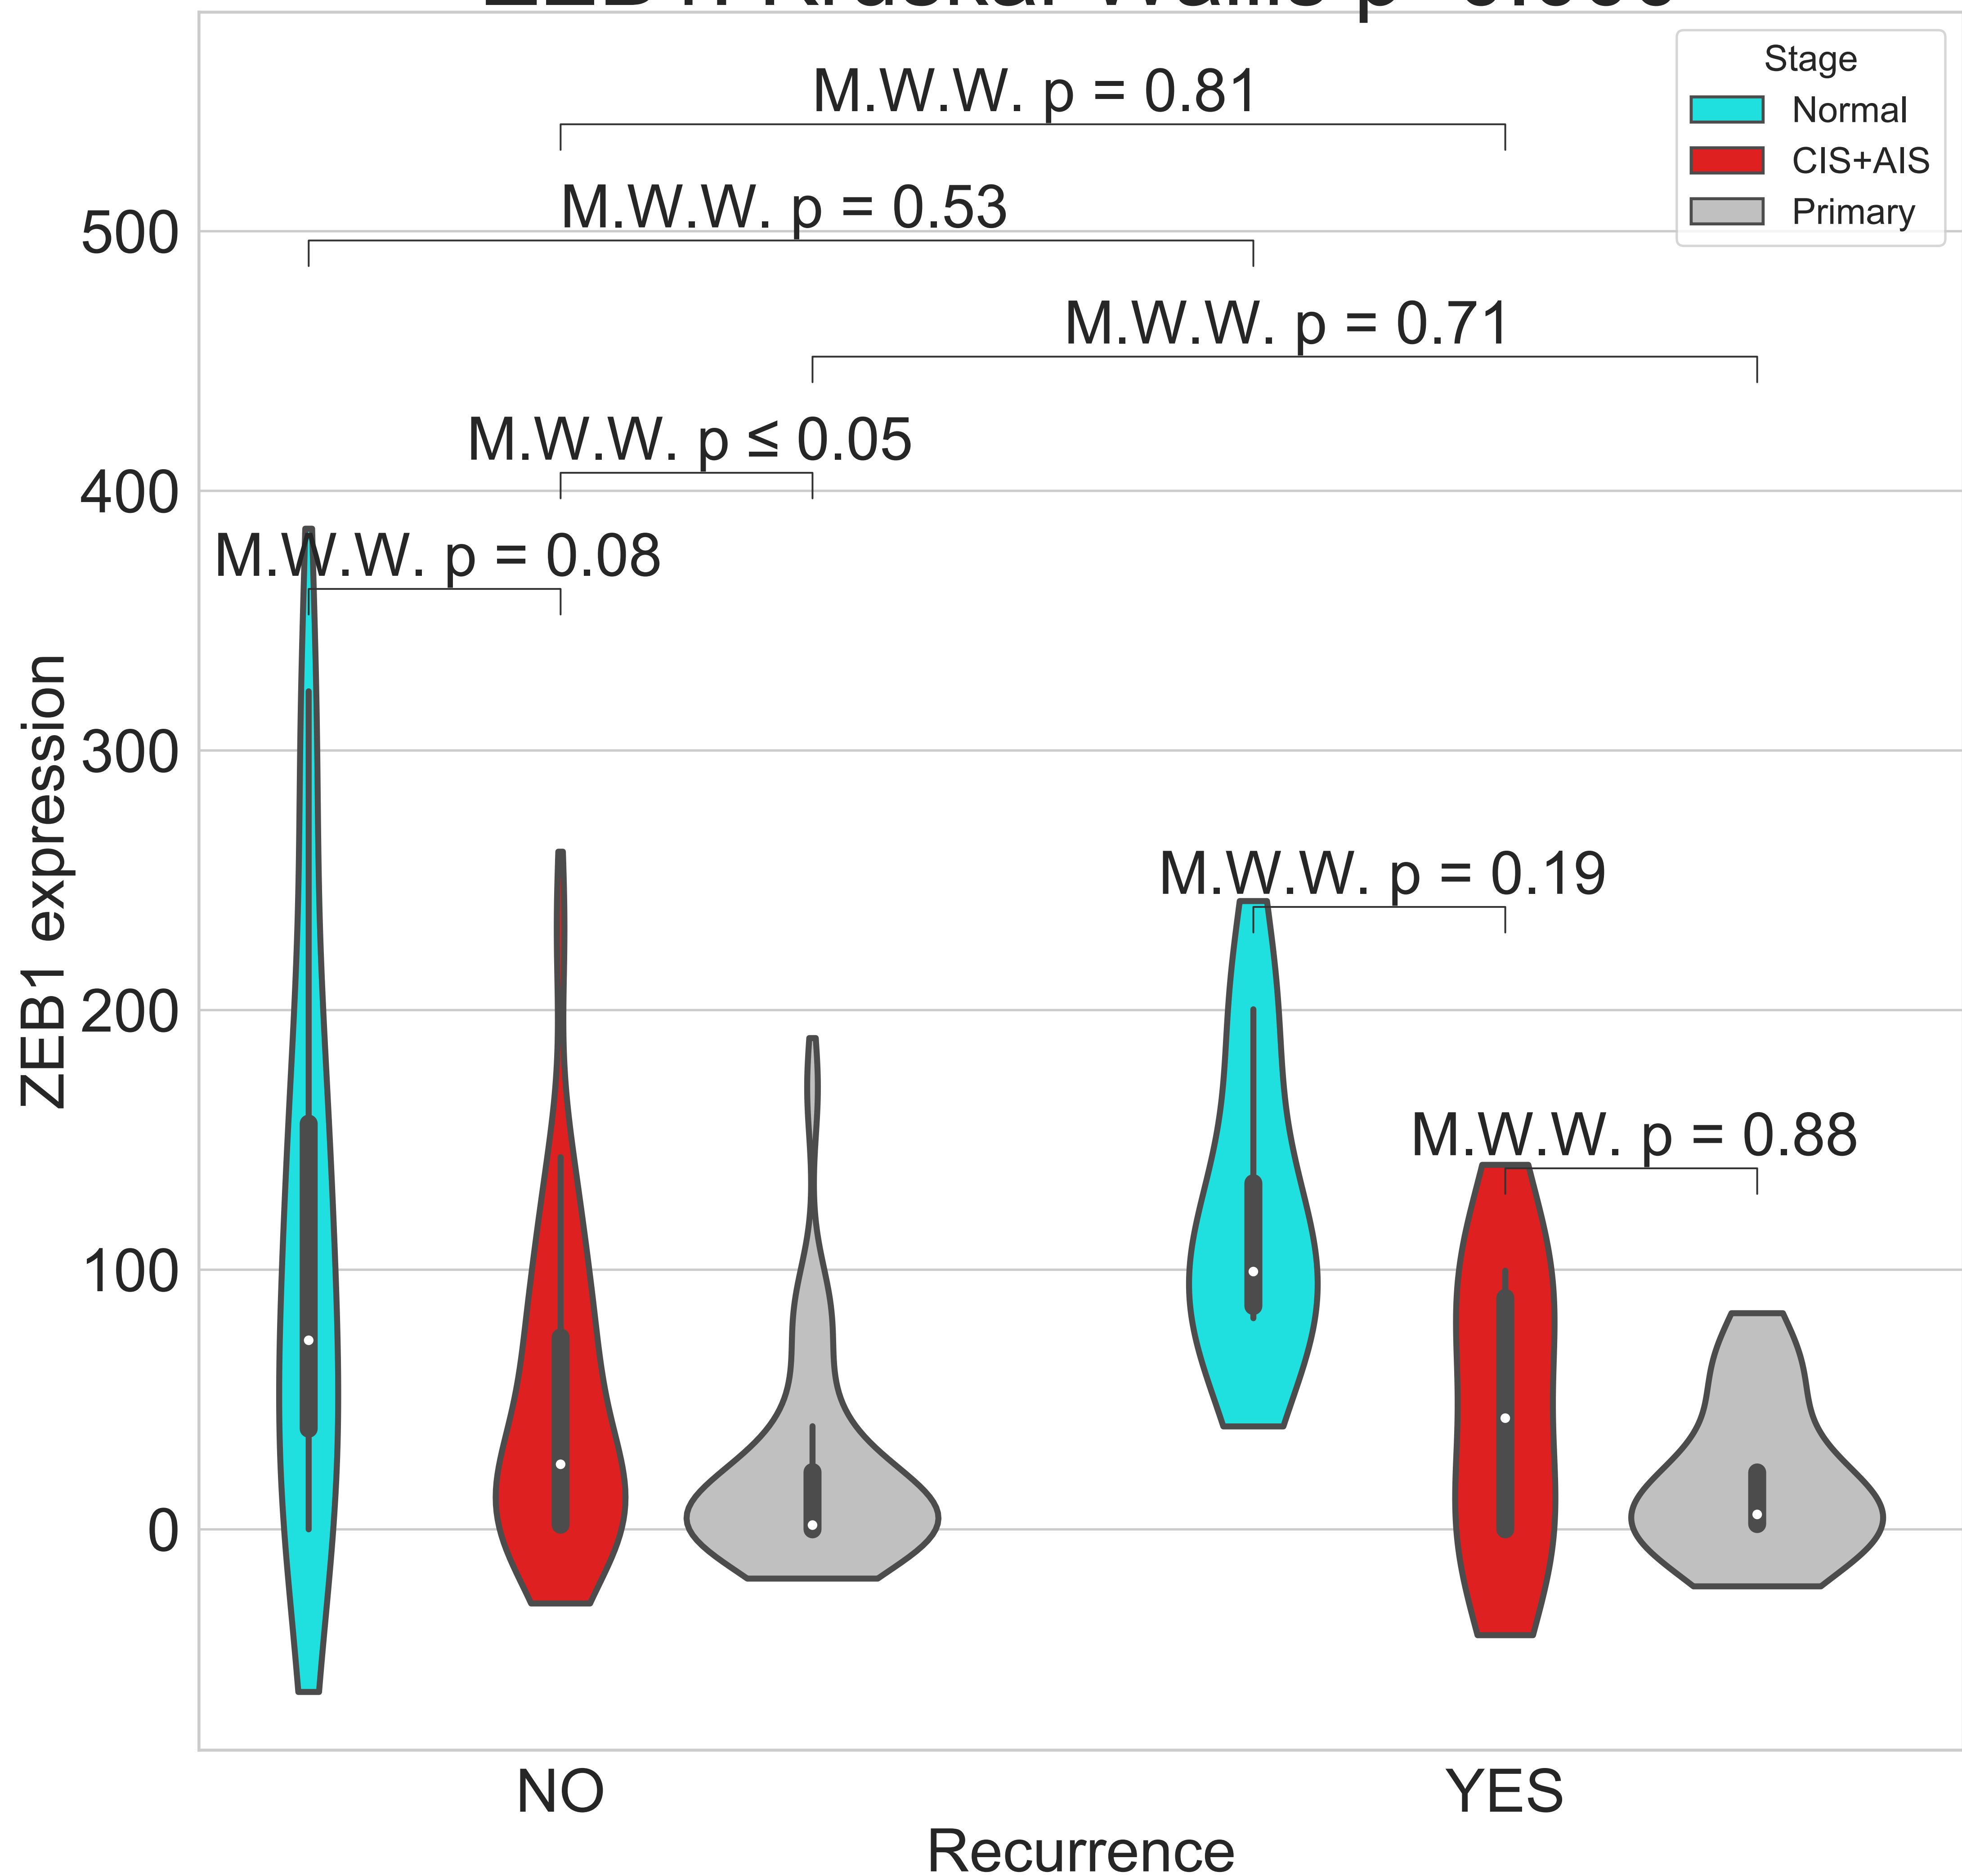 Stage
Normal
CIS+AIS
Primary
M.W.W. p = 0.81
M.W.W. p = 0.53
M.W.W. p = 0.71
M.W.W. p ≤ 0.05
M.W.W. p = 0.08
M.W.W. p = 0.19
M.W.W. p = 0.88
500
400
300
200
100
0
ZEB1 expression
NO
YES
Recurrence